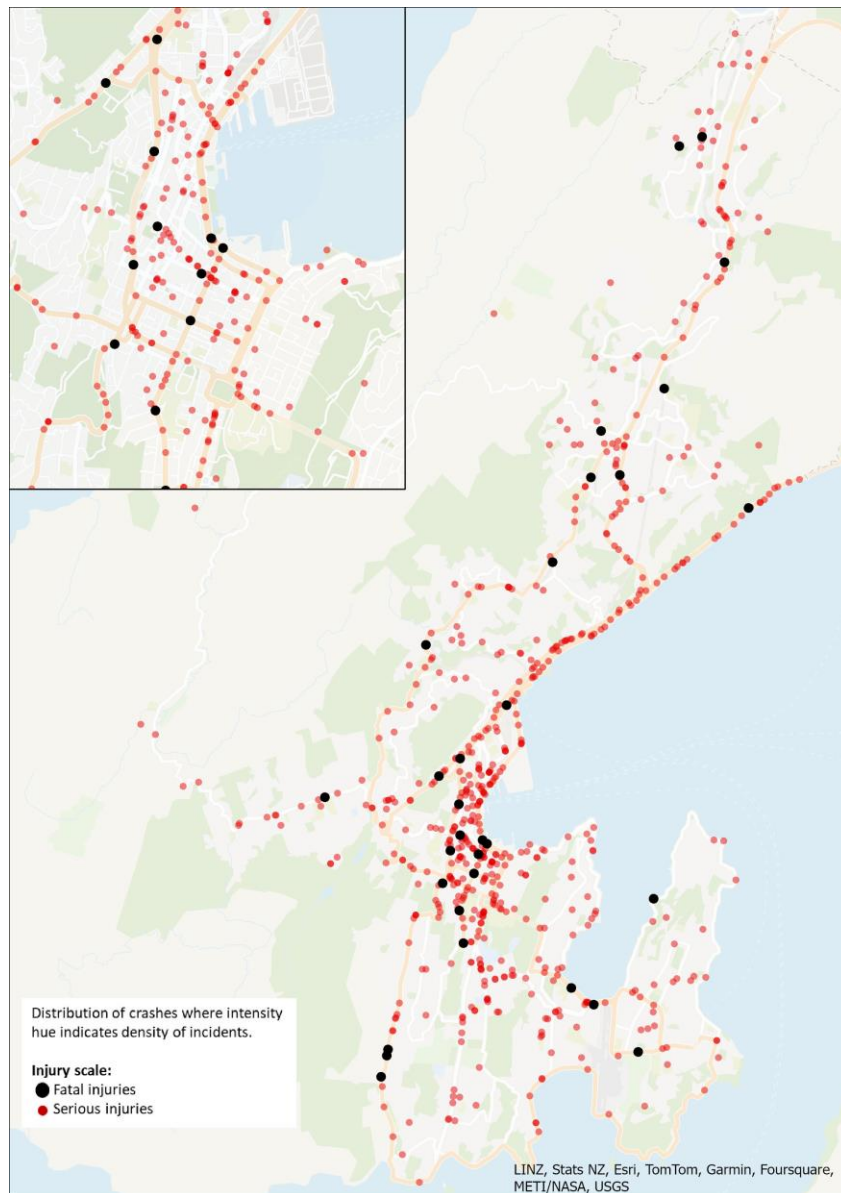 Distribution of crashes where intensity
hue indicates density of incidents.
Injury scale:
Fatal injuries
Serious injuries
LINZ, Stats NZ, Esri, TomTom, Garmin, Foursquare,
METI/NASA, USGS